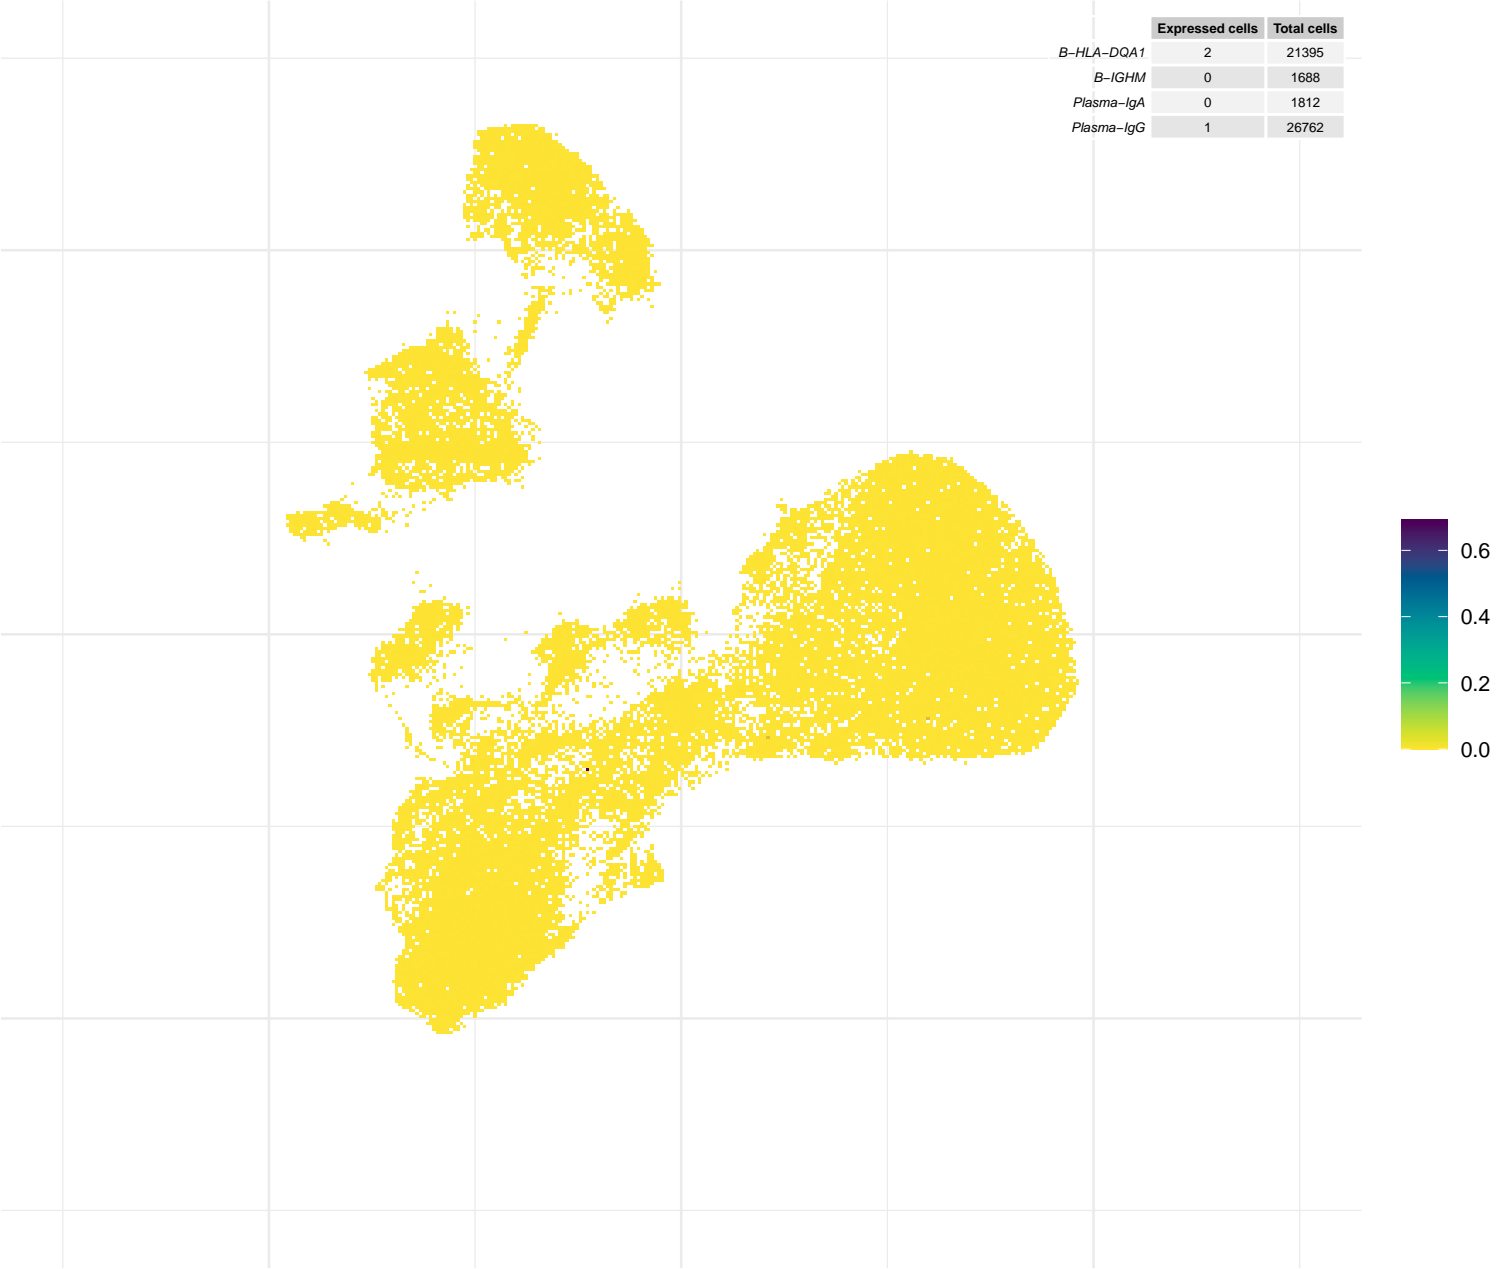 Expressed cells Total cells
B−HLA−DQA1 2 21395
B−IGHM 0 1688
Plasma−IgA 0 1812
Plasma−IgG 1 26762
0.6
0.4
0.2
0.0